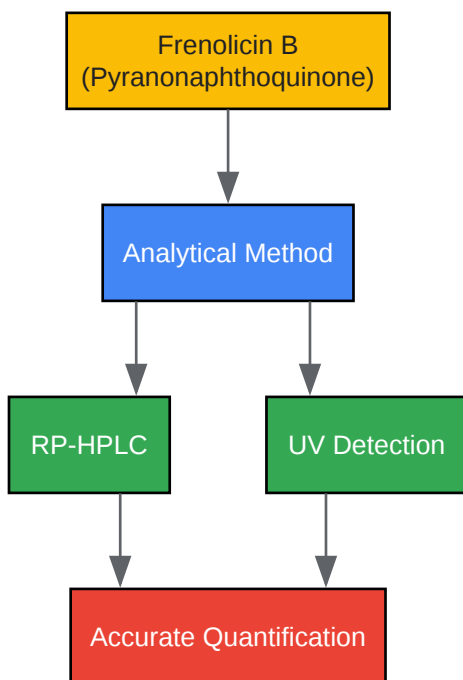 Frenolicin B
(Pyranonaphthoquinone)
Analytical Method
RP-HPLC
UV Detection
Accurate Quantification